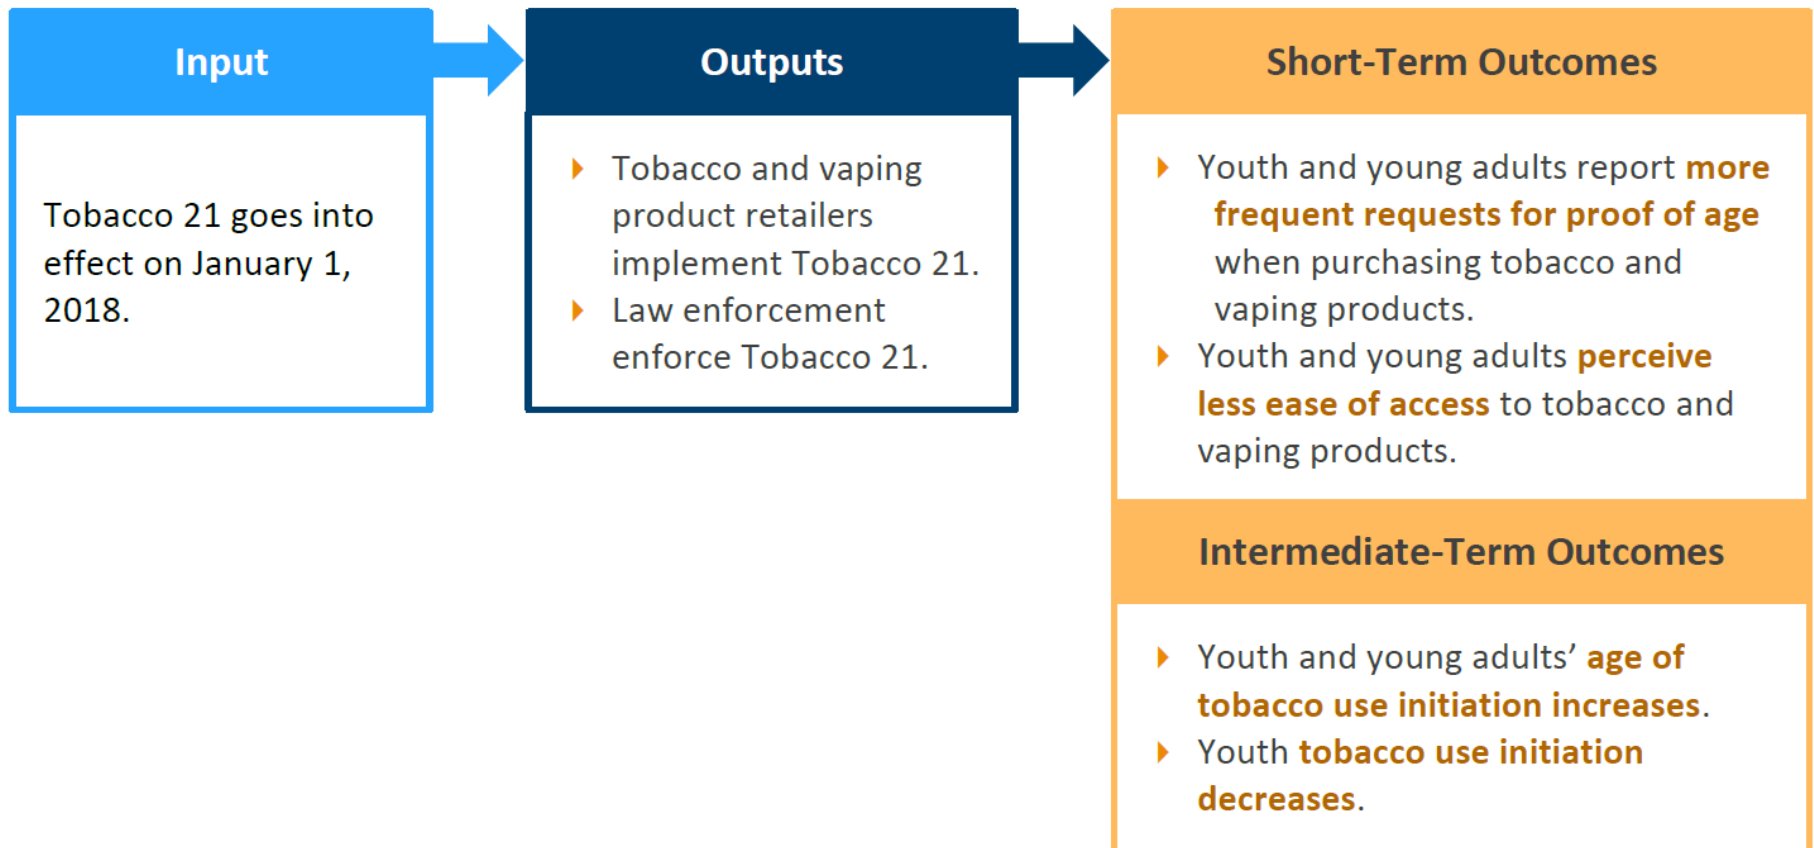 Input
Tobacco 21 goes into
effect on January 1,
2018.
Outputs
Tobacco and vaping
product retailers
implement Tobacco 21.
Law enforcement
enforce Tobacco 21.
Short-Term Outcomes
Youth and young adults report more
frequent requests for proof of age
when purchasing tobacco and
vaping products.
Youth and young adults perceive
less ease of access to tobacco and
vaping products.
Intermediate-Term Outcomes
Youth and young adults’ age of
tobacco use initiation increases.
Youth tobacco use initiation
decreases.